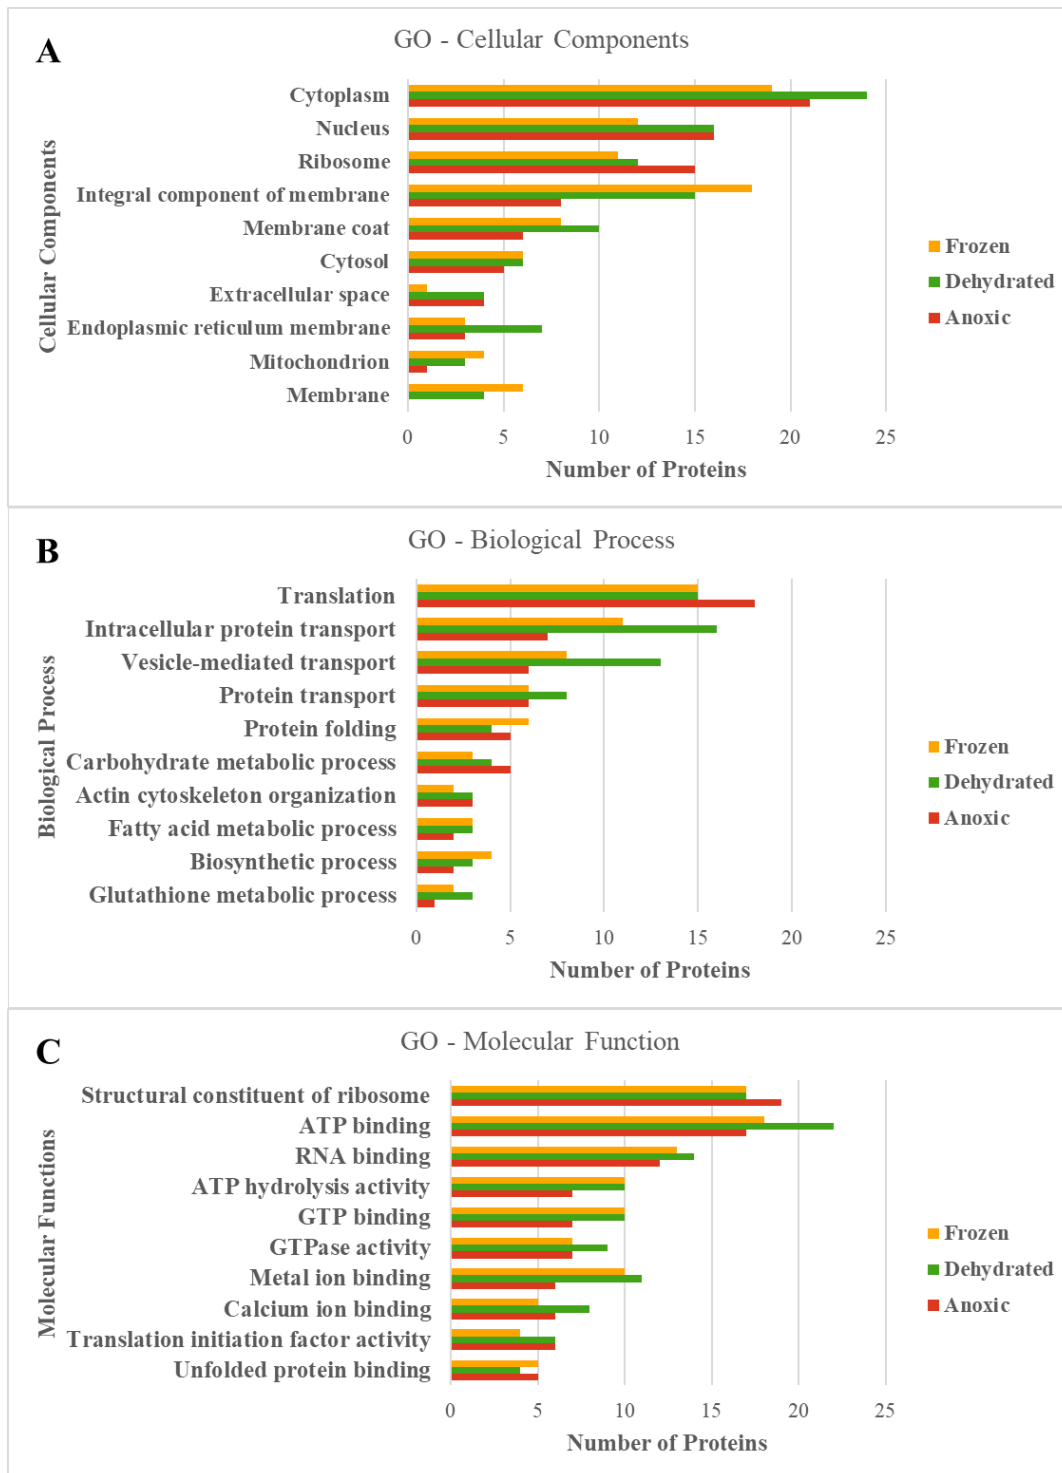 A
GO - Cellular Components
Cellular Components
Cytoplasm
Nucleus
Ribosome
Integral component of membrane
Membrane coat
Cytosol
Extracellular space
Endoplasmic reticulum membrane
Mitochondrion
Membrane
0 5 10 15 20 25
Number of Proteins
Frozen
Dehydrated
Anoxic
B
GO - Biological Process
Biological Process
Translation
Intracellular protein transport
Vesicle-mediated transport
Protein transport
Protein folding
Carbohydrate metabolic process
Actin cytoskeleton organization
Fatty acid metabolic process
Biosynthetic process
Glutathione metabolic process
0 5 10 15 20 25
Number of Proteins
Frozen
Dehydrated
Anoxic
C
GO - Molecular Function
Molecular Functions
Structural constituent of ribosome
ATP binding
RNA binding
ATP hydrolysis activity
GTP binding
GTPase activity
Metal ion binding
Calcium ion binding
Translation initiation factor activity
Unfolded protein binding
0 5 10 15 20 25
Number of Proteins
Frozen
Dehydrated
Anoxic